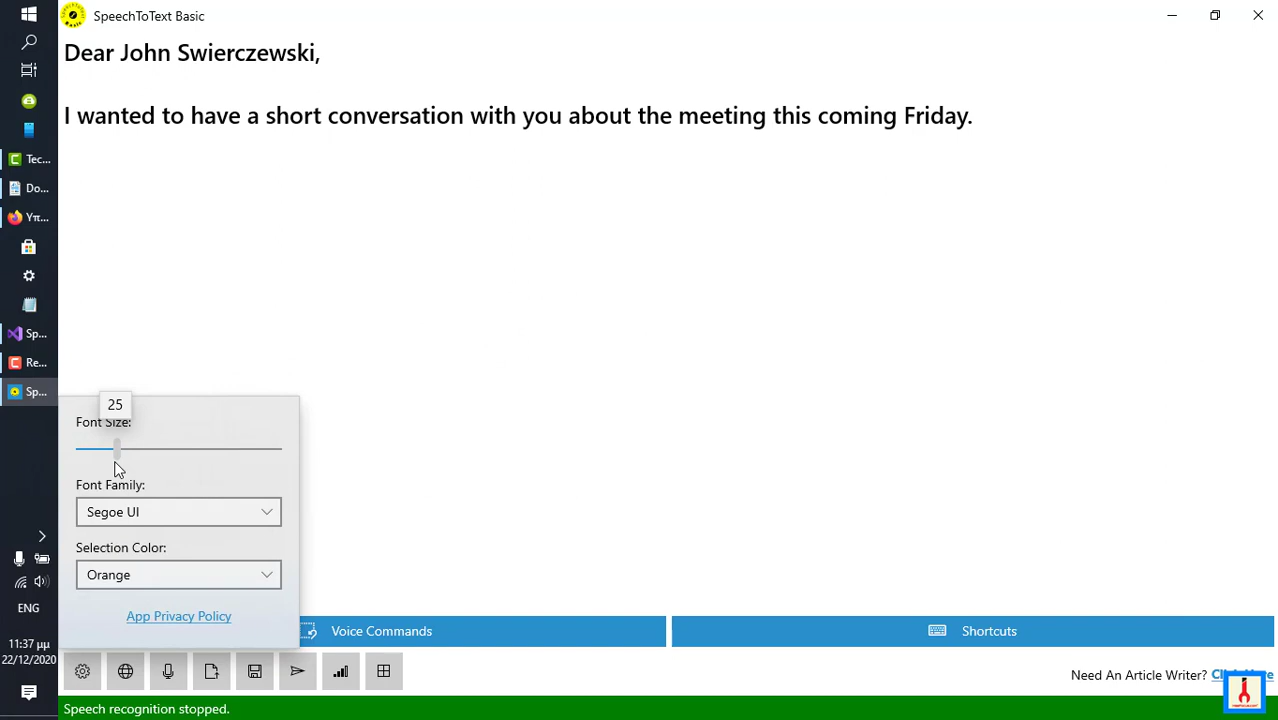 SpeechToText Basic
Dear John Swierczewski,
I wanted to have a short conversation with you about the meeting this coming Friday.
Tec...
Do...
Υπ...
Sp...
Re...
Sp...
25
Font Size:
Font Family:
Segoe UI
Selection Color:
Orange
App Privacy Policy
Voice Commands
Shortcuts
ENG
11:37 μμ
22/12/2020
Need An Article Writer?
Speech recognition stopped.